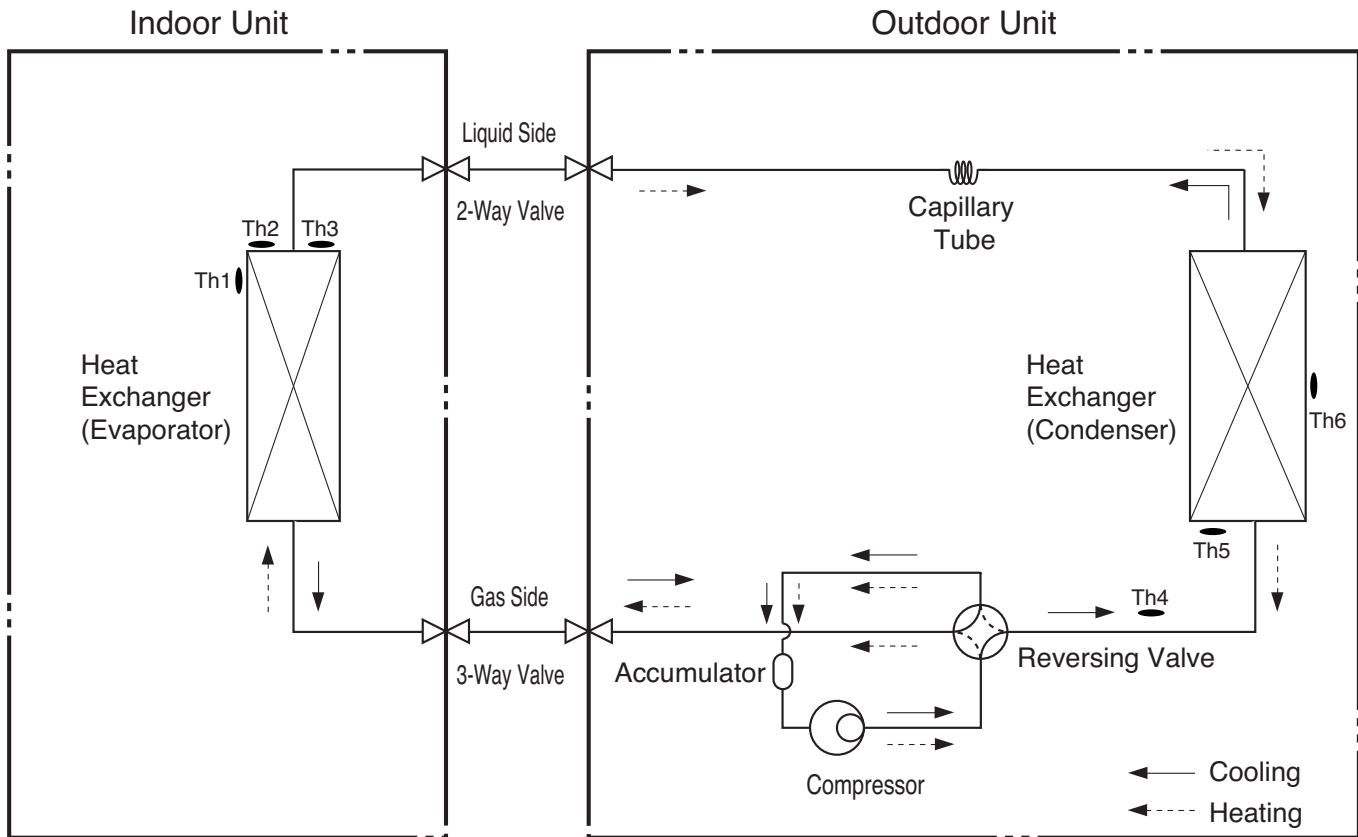 Indoor Unit
Outdoor Unit
Liquid Side
2-Way Valve
Capillary
Tube
Th2
Th3
Th1
Heat
Exchanger
(Evaporator)
Heat
Exchanger
(Condenser)
Th6
Th5
Th4
Gas Side
3-Way Valve
Accumulator
Reversing Valve
Compressor
Cooling
Heating